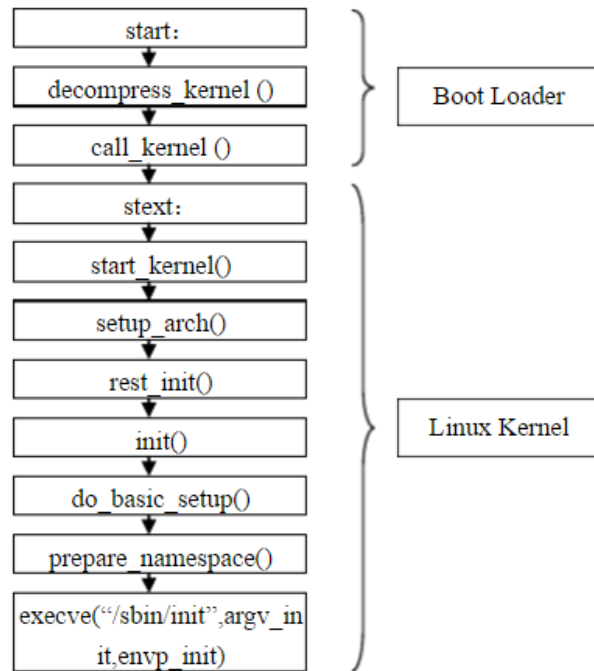 start：
decompress_kernel ()
call_kernel ()
Boot Loader
stext：
start_kernel()
setup_arch()
rest_init()
init()
do_basic_setup()
prepare_namespace()
execve(“/sbin/init”,argv_in
it,envp_init)
Linux Kernel